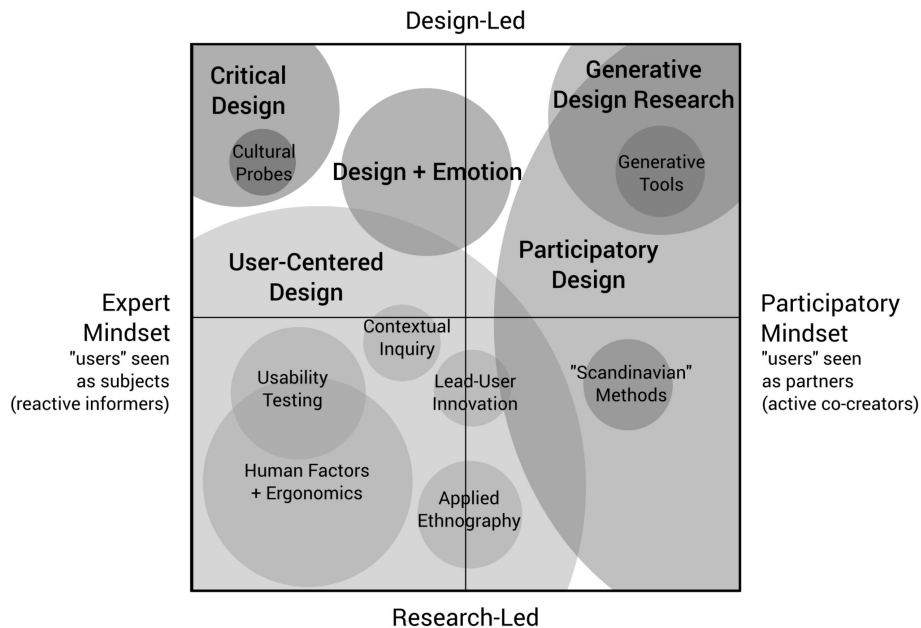 Design-Led
Critical
Design
Cultural
Probes
Design + Emotion
Generative
Design Research
Generative
Tools
User-Centered
Design
Participatory
Design
Expert
Mindset
"users" seen
as subjects
(reactive informers)
Participatory
Mindset
"users" seen
as partners
(active co-creators)
Contextual
Inquiry
Usability
Testing
Lead-User
Innovation
"Scandinavian"
Methods
Human Factors
+ Ergonomics
Applied
Ethnography
Research-Led